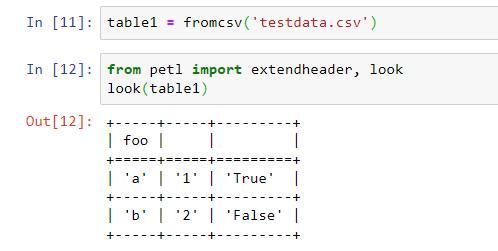 In [11]: table1 = fromcsv('testdata.csv')
In [12]: from petl import extendheader, look
look(table1)
Out[12]: +-----+-----+---------+
| foo |     |         |
+=====+=====+=========+
| 'a' | '1' | 'True'  |
+-----+-----+---------+
| 'b' | '2' | 'False' |
+-----+-----+---------+